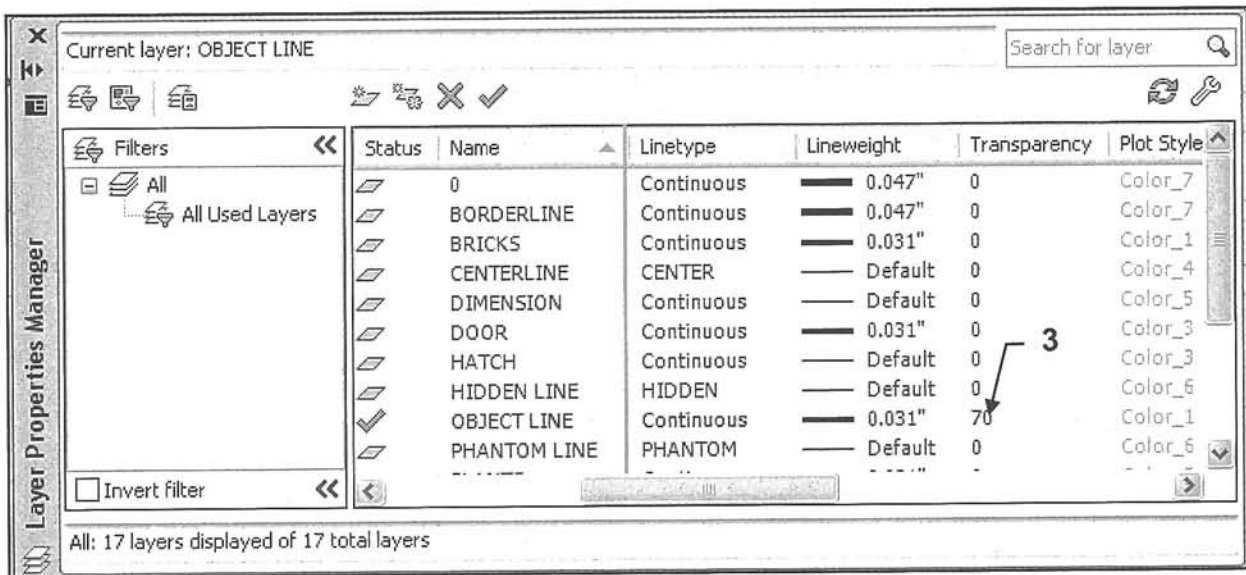 Current layer: OBJECT LINE
Search for layer
Filters
All
All Used Layers
Invert filter
Status Name Linetype Lineweight Transparency Plot Style
0 Continuous 0.047" 0 Color_7
BORDERLINE Continuous 0.047" 0 Color_7
BRICKS Continuous 0.031" 0 Color_1
CENTERLINE CENTER Default 0 Color_4
DIMENSION Continuous Default 0 Color_5
DOOR Continuous 0.031" 0 Color_3
HATCH Continuous Default 0 Color_3
HIDDEN LINE HIDDEN Default 0 Color_6
OBJECT LINE Continuous 0.031" 70 Color_1
PHANTOM LINE PHANTOM Default 0 Color_6
3
All: 17 layers displayed of 17 total layers
Layer Properties Manager